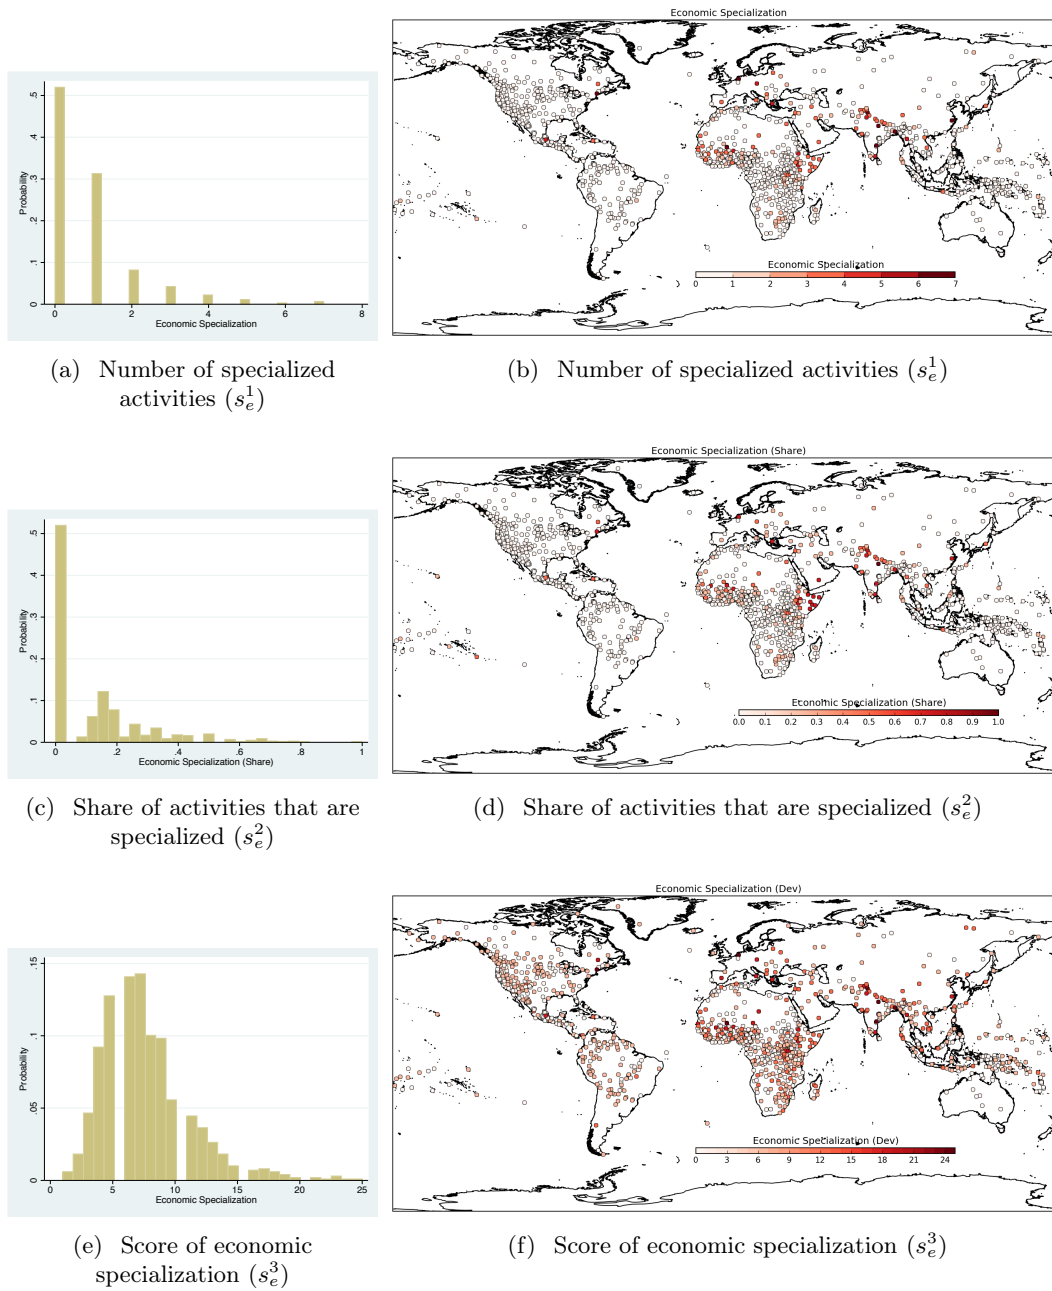 Economic Specialization
.5
.4
.3
.2
.1
0
Probability
0 2 4 6 8
Economic Specialization
Economic Specialization
0 1 2 3 4 5 6 7
(a) Number of specialized
activities (s_e^1)
(b) Number of specialized activities (s_e^1)
Economic Specialization (Share)
.5
.4
.3
.2
.1
0
Probability
0 .2 .4 .6 .8 1
Economic Specialization (Share)
Economic Specialization (Share)
0.0 0.1 0.2 0.3 0.4 0.5 0.6 0.7 0.8 0.9 1.0
(c) Share of activities that are
specialized (s_e^2)
(d) Share of activities that are specialized (s_e^2)
Economic Specialization (Dev)
.15
.1
.05
0
Probability
0 5 10 15 20 25
Economic Specialization
Economic Specialization (Dev)
0 3 6 9 12 15 18 21 24
(e) Score of economic
specialization (s_e^3)
(f) Score of economic specialization (s_e^3)